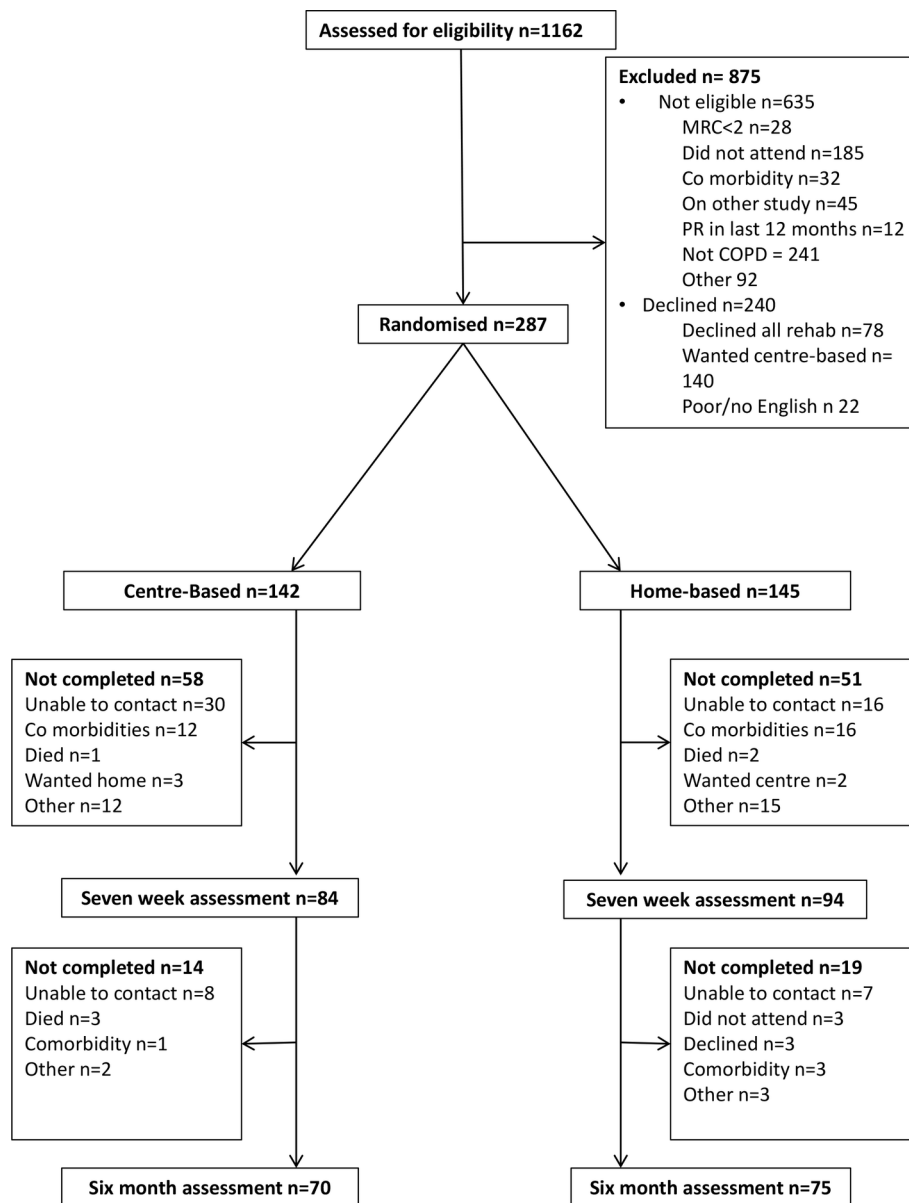 Assessed for eligibility n=1162
Excluded n= 875
• Not eligible n=635
MRC<2 n=28
Did not attend n=185
Co morbidity n=32
On other study n=45
PR in last 12 months n=12
Not COPD = 241
Other 92
• Declined n=240
Declined all rehab n=78
Wanted centre-based n=
140
Poor/no English n 22
Randomised n=287
Centre-Based n=142
Home-based n=145
Not completed n=58
Unable to contact n=30
Co morbidities n=12
Died n=1
Wanted home n=3
Other n=12
Not completed n=51
Unable to contact n=16
Co morbidities n=16
Died n=2
Wanted centre n=2
Other n=15
Seven week assessment n=84
Seven week assessment n=94
Not completed n=14
Unable to contact n=8
Died n=3
Comorbidity n=1
Other n=2
Not completed n=19
Unable to contact n=7
Did not attend n=3
Declined n=3
Comorbidity n=3
Other n=3
Six month assessment n=70
Six month assessment n=75